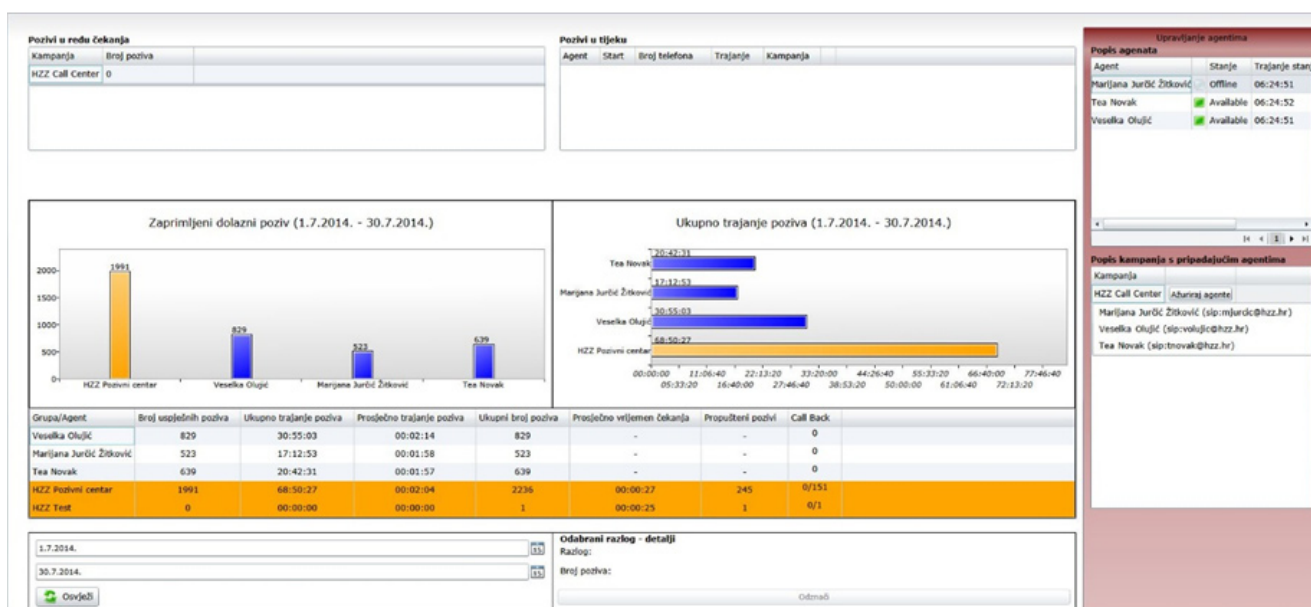 Pozivi u redu čekanja
Kampanja Broj poziva
HZZ Call Center 0
Pozivi u tijeku
Agent Start Broj telefona Trajanje Kampanja
Upravljanje agentima
Popis agenata
Agent Stanje Trajanje stanj
Marijana Jurčić Žitković Offline 06:24:51
Tea Novak Available 06:24:52
Veselka Olujić Available 06:24:51
1
Zaprimljeni dolazni poziv (1.7.2014. - 30.7.2014.)
2000
1500
1000
500
0
1991
829
523
639
HZZ Pozivni centar Veselka Olujić Marijana Jurčić Žitković Tea Novak
Ukupno trajanje poziva (1.7.2014. - 30.7.2014.)
20:42:31
Tea Novak
17:12:53
Marijana Jurčić Žitković
30:55:03
Veselka Olujić
68:50:27
HZZ Pozivni centar
00:00:00 11:06:40 22:13:20 33:20:00 44:26:40 55:33:20 66:40:00 77:46:40
05:33:20 16:40:00 27:46:40 38:53:20 50:00:00 61:06:40 72:13:20
Popis kampanja s pripadajućim agentima
Kampanja
HZZ Call Center Ažuriraj agente
Marijana Jurčić Žitković (sip:mjurcic@hzz.hr)
Veselka Olujić (sip:volujic@hzz.hr)
Tea Novak (sip:tnovak@hzz.hr)
Grupa/Agent Broj uspješnih poziva Ukupno trajanje poziva Prosječno trajanje poziva Ukupni broj poziva Prosječno vrijemen čekanja Propušteni pozivi Call Back
Veselka Olujić 829 30:55:03 00:02:14 829 - - 0
Marijana Jurčić Žitković 523 17:12:53 00:01:58 523 - - 0
Tea Novak 639 20:42:31 00:01:57 639 - - 0
HZZ Pozivni centar 1991 68:50:27 00:02:04 2236 00:00:27 245 0/151
HZZ Test 0 00:00:00 00:00:00 1 00:00:25 1 0/1
1.7.2014. 15
30.7.2014. 15
Osvježi
Odabrani razlog - detalji
Razlog:
Broj poziva:
Odznači